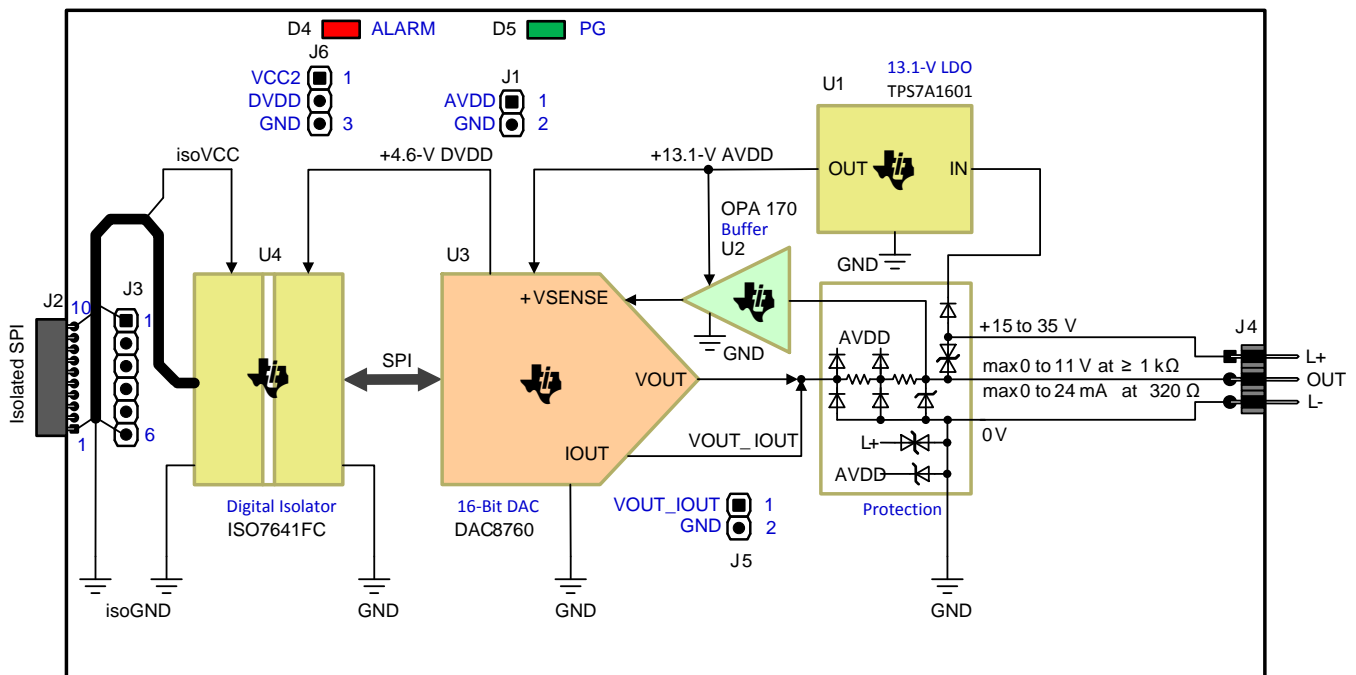 D4 ALARM
D5 PG
J6
VCC2 1
DVDD
GND 3
J1
AVDD 1
GND 2
13.1-V LDO
TPS7A1601
U1
OUT
IN
GND
isoVCC
+4.6-V DVDD
+13.1-V AVDD
OPA 170
Buffer
U2
GND
U4
U3
+VSENSE
J2
10
1
Isolated SPI
J3
1
6
SPI
VOUT
IOUT
VOUT_IOUT
AVDD
L+
AVDD
Protection
+15 to 35 V
max 0 to 11 V at ≥ 1 kΩ
max 0 to 24 mA at 320 Ω
0 V
J4
L+
OUT
L-
Digital Isolator
ISO7641FC
16-Bit DAC
DAC8760
VOUT_IOUT 1
GND 2
J5
isoGND
GND
GND
GND